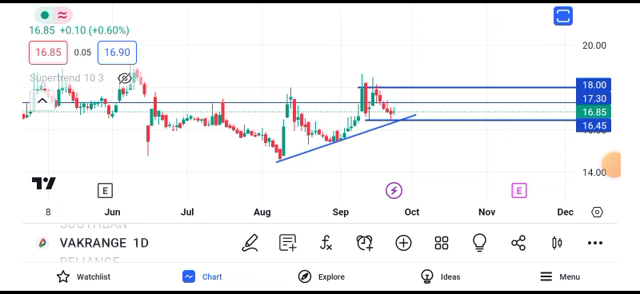 16.85 +0.10 (+0.60%)
16.85 0.05 16.90
Supertrend 10 3
20.00
18.00
17.30
16.85
16.45
14.00
E
E
8 Jun Jul Aug Sep Oct Nov Dec
VAKRANGE 1D
RELIANCE
Watchlist Chart Explore Ideas Menu